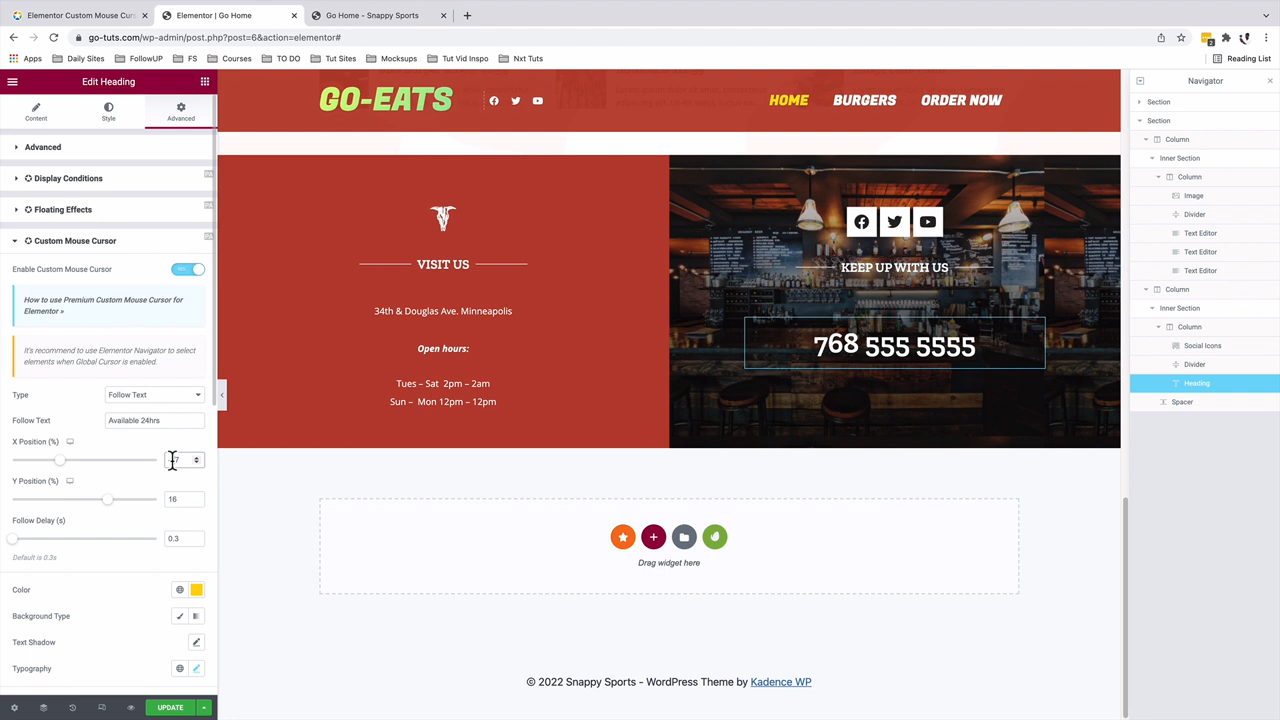 Elementor Custom Mouse Cur
Elementor | Go Home
Go Home - Snappy Sports
go-tuts.com/wp-admin/post.php?post=6&action=elementor#
Apps
Daily Sites
FollowUP
FS
Courses
TO DO
Tut Sites
Mocksups
Tut Vid Inspo
Nxt Tuts
Reading List
Edit Heading
Content
Style
Advanced
Advanced
Display Conditions
Floating Effects
Custom Mouse Cursor
Enable Custom Mouse Cursor
YES
How to use Premium Custom Mouse Cursor for
Elementor »
It's recommend to use Elementor Navigator to select
elements when Global Cursor is enabled.
Type
Follow Text
Follow Text
Available 24hrs
X Position (%)
Y Position (%)
16
Follow Delay (s)
0.3
Default is 0.3s
Color
Background Type
Text Shadow
Typography
UPDATE
GO-EATS
HOME
BURGERS
ORDER NOW
VISIT US
34th & Douglas Ave. Minneapolis
Open hours:
Tues – Sat 2pm – 2am
Sun – Mon 12pm – 12pm
KEEP UP WITH US
768 555 5555
Drag widget here
© 2022 Snappy Sports - WordPress Theme by Kadence WP
Navigator
Section
Section
Column
Inner Section
Column
Image
Divider
Text Editor
Text Editor
Text Editor
Column
Inner Section
Column
Social Icons
Divider
Heading
Spacer